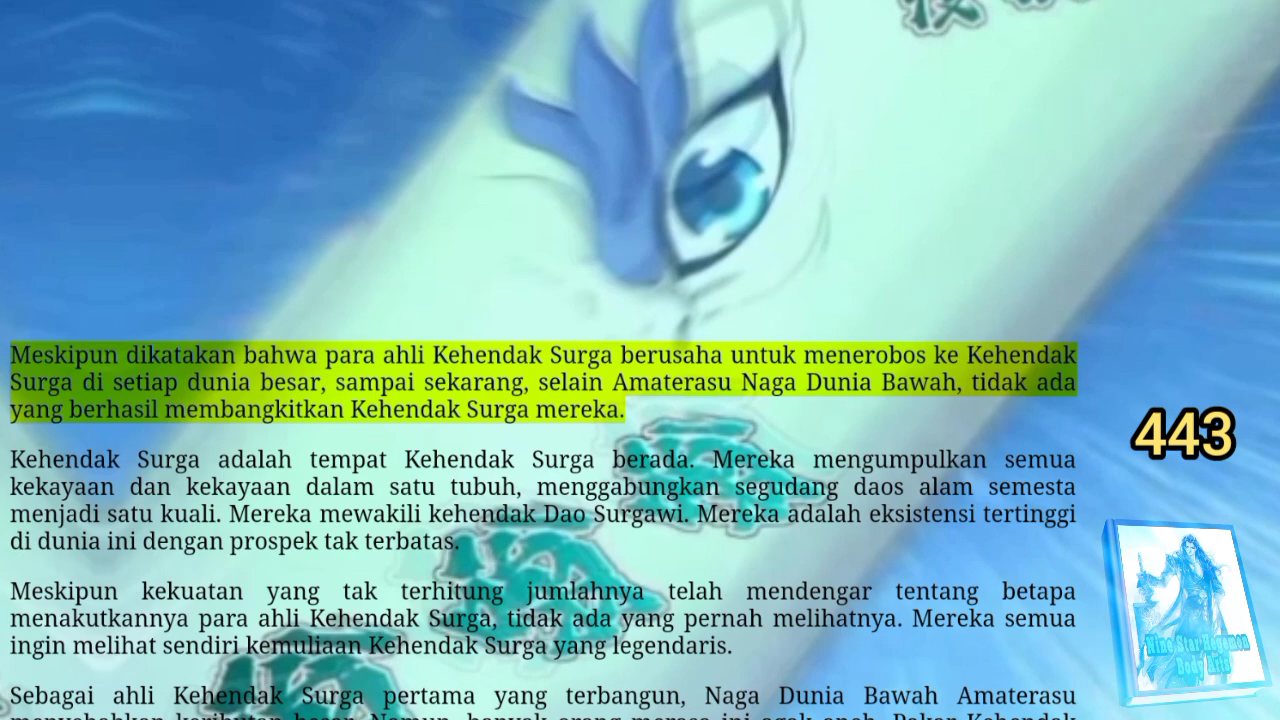 Meskipun dikatakan bahwa para ahli Kehendak Surga berusaha untuk menerobos ke Kehendak
Surga di setiap dunia besar, sampai sekarang, selain Amaterasu Naga Dunia Bawah, tidak ada
yang berhasil membangkitkan Kehendak Surga mereka.
Kehendak Surga adalah tempat Kehendak Surga berada. Mereka mengumpulkan semua
kekayaan dan kekayaan dalam satu tubuh, menggabungkan segudang daos alam semesta
menjadi satu kuali. Mereka mewakili kehendak Dao Surgawi. Mereka adalah eksistensi tertinggi
di dunia ini dengan prospek tak terbatas.
Meskipun kekuatan yang tak terhitung jumlahnya telah mendengar tentang betapa
menakutkannya para ahli Kehendak Surga, tidak ada yang pernah melihatnya. Mereka semua
ingin melihat sendiri kemuliaan Kehendak Surga yang legendaris.
Sebagai ahli Kehendak Surga pertama yang terbangun, Naga Dunia Bawah Amaterasu
443
Nine Star Hegemon
Body Arts